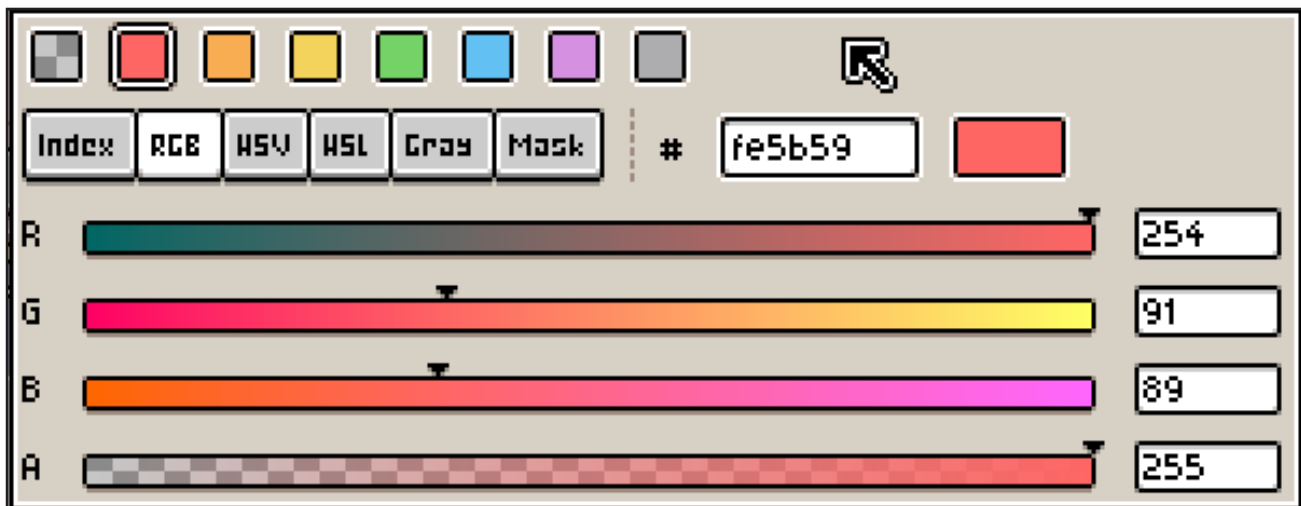 Index RGB HSV HSL Gray Mask # fe5b59
R 254
G 91
B 89
A 255